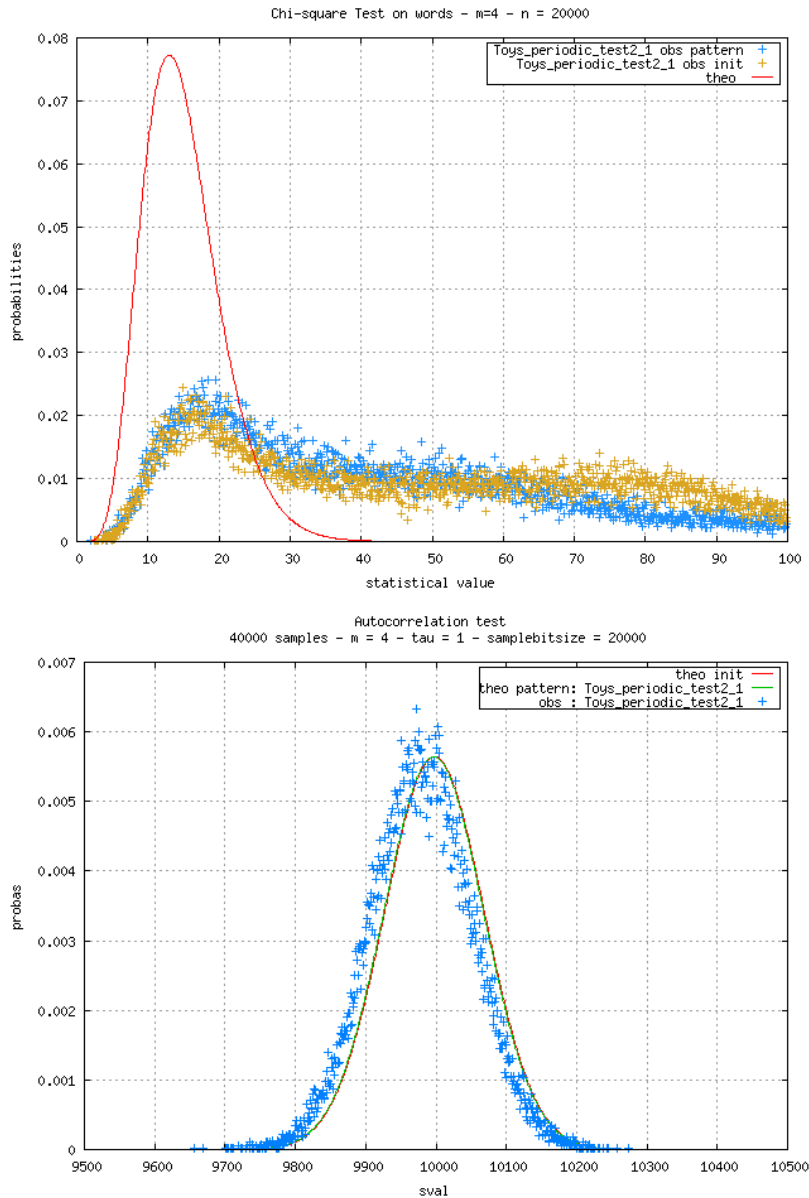 Chi-square Test on words - m=4 - n = 20000
Toys_periodic_test2_1 obs pattern
Toys_periodic_test2_1 obs init
theo
0.08
0.07
0.06
0.05
0.04
0.03
0.02
0.01
0
probabilities
0 10 20 30 40 50 60 70 80 90 100
statistical value
Autocorrelation test
40000 samples - m = 4 - tau = 1 - samplebitsize = 20000
theo init
theo pattern: Toys_periodic_test2_1
obs : Toys_periodic_test2_1
0.007
0.006
0.005
0.004
0.003
0.002
0.001
0
probas
9500 9600 9700 9800 9900 10000 10100 10200 10300 10400 10500
sval